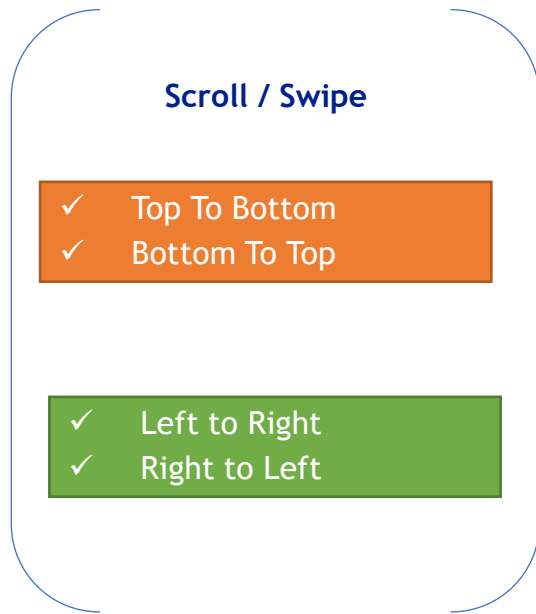 Scroll / Swipe
✓ Top To Bottom
✓ Bottom To Top
✓ Left to Right
✓ Right to Left